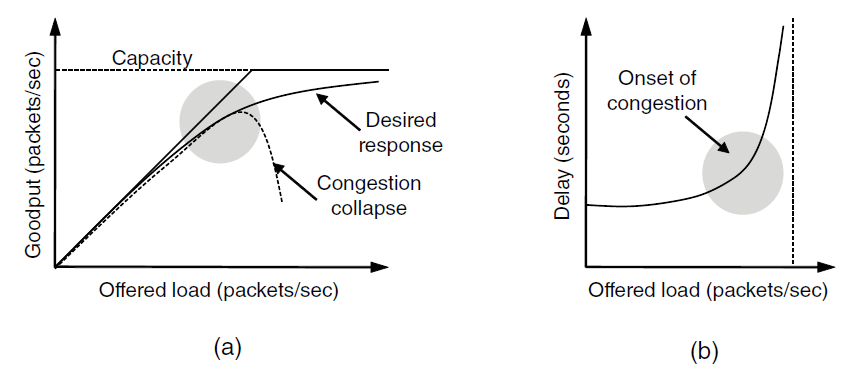 Capacity
Goodput (packets/sec)
Desired
response
Congestion
collapse
Offered load (packets/sec)
(a)
Onset of
congestion
Delay (seconds)
Offered load (packets/sec)
(b)